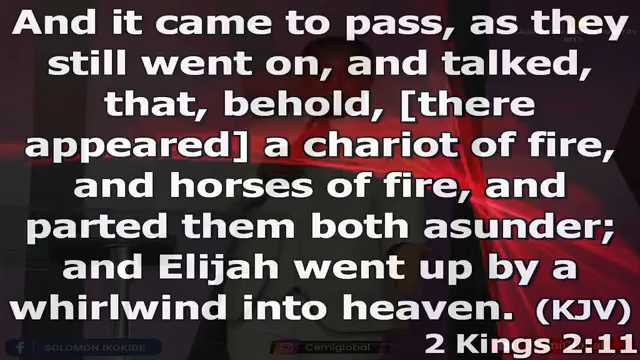 And it came to pass, as they
still went on, and talked,
that, behold, [there
appeared] a chariot of fire,
and horses of fire, and
parted them both asunder;
and Elijah went up by a
whirlwind into heaven. (KJV)
2 Kings 2:11
SOLOMON IKOKIDE
Cemiglobal